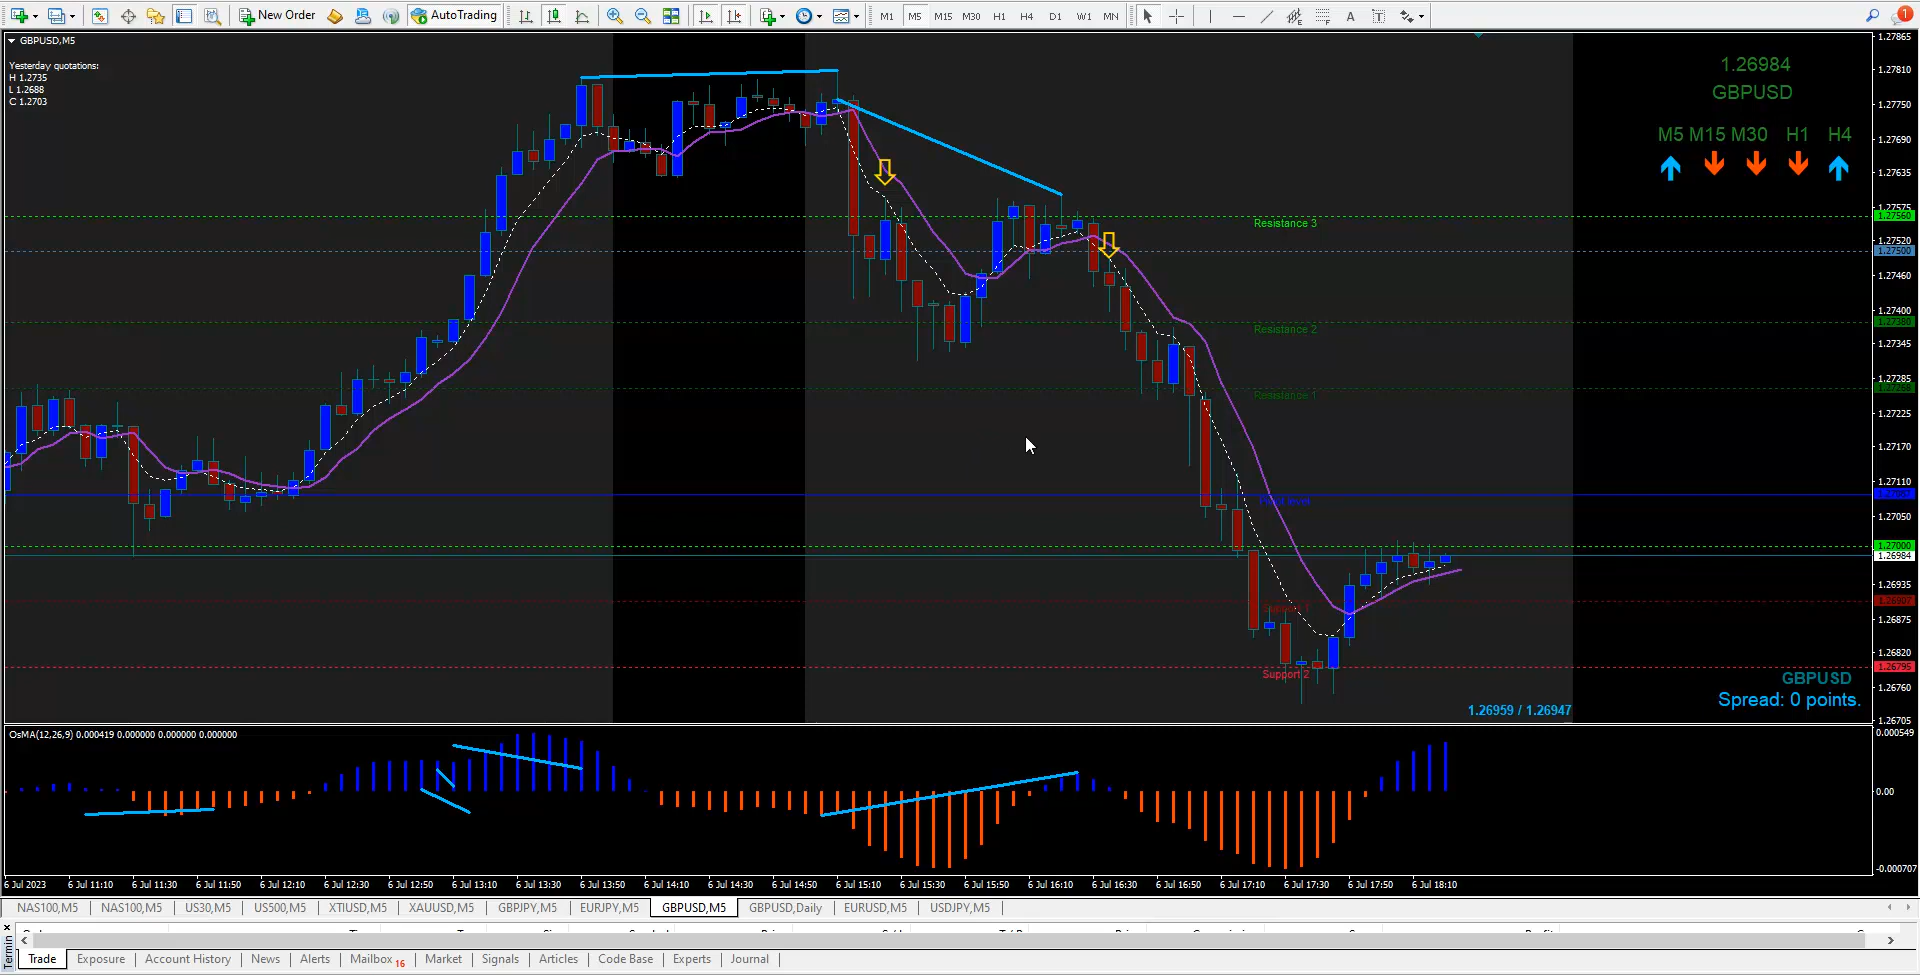 New Order
AutoTrading
M1 M5 M15 M30 H1 H4 D1 W1 MN
A T
1
GBPUSD,M5
Yesterday quotations:
H 1.2735
L 1.2688
C 1.2703
1.26984
GBPUSD
M5 M15 M30 H1 H4
Resistance 3
Resistance 2
Resistance 1
Pivot level
Support 1
Support 2
1.27865
1.27810
1.27750
1.27690
1.27635
1.27575
1.27560
1.27520
1.27500
1.27460
1.27400
1.27380
1.27345
1.27285
1.27225
1.27170
1.27110
1.27050
1.27000
1.26984
1.26935
1.26907
1.26875
1.26820
1.26795
1.26760
1.26705
GBPUSD
Spread: 0 points.
1.26959 / 1.26947
OsMA(12,26,9) 0.000419 0.000000 0.000000 0.000000
0.000549
0.00
-0.000707
6 Jul 2023 6 Jul 11:10 6 Jul 11:30 6 Jul 11:50 6 Jul 12:10 6 Jul 12:30 6 Jul 12:50 6 Jul 13:10 6 Jul 13:30 6 Jul 13:50 6 Jul 14:10 6 Jul 14:30 6 Jul 14:50 6 Jul 15:10 6 Jul 15:30 6 Jul 15:50 6 Jul 16:10 6 Jul 16:30 6 Jul 16:50 6 Jul 17:10 6 Jul 17:30 6 Jul 17:50 6 Jul 18:10
NAS100,M5 NAS100,M5 US30,M5 US500,M5 XTIUSD,M5 XAUUSD,M5 GBPJPY,M5 EURJPY,M5 GBPUSD,M5 GBPUSD,Daily EURUSD,M5 USDJPY,M5
Termin
Trade Exposure Account History News Alerts Mailbox 16 Market Signals Articles Code Base Experts Journal